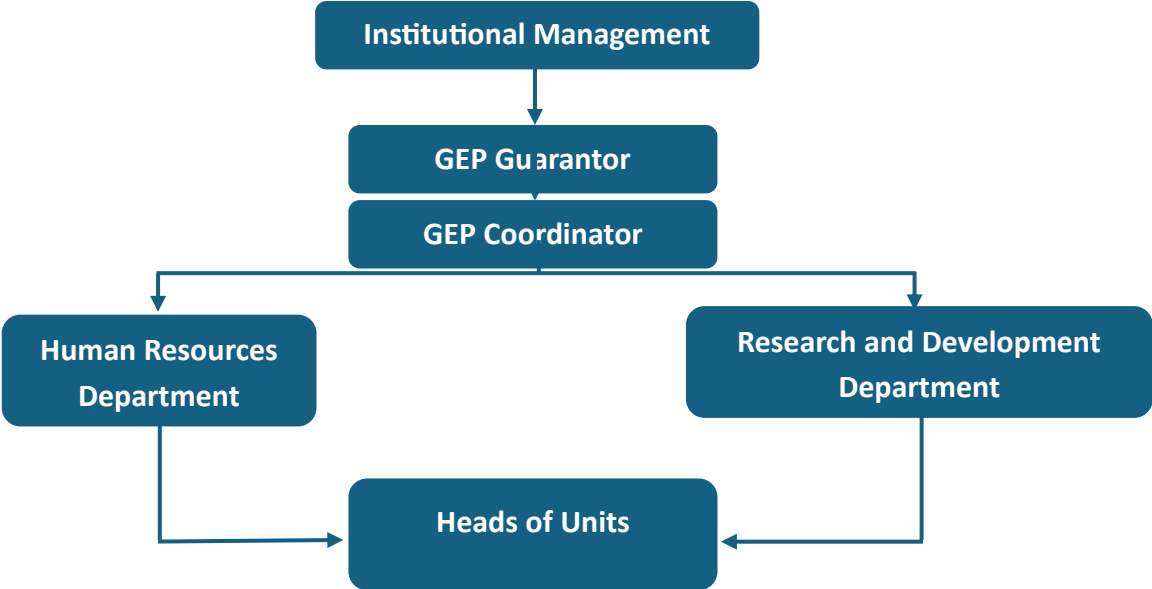 Institutional Management
GEP Guarantor
GEP Coordinator
Human Resources
Department
Research and Development
Department
Heads of Units